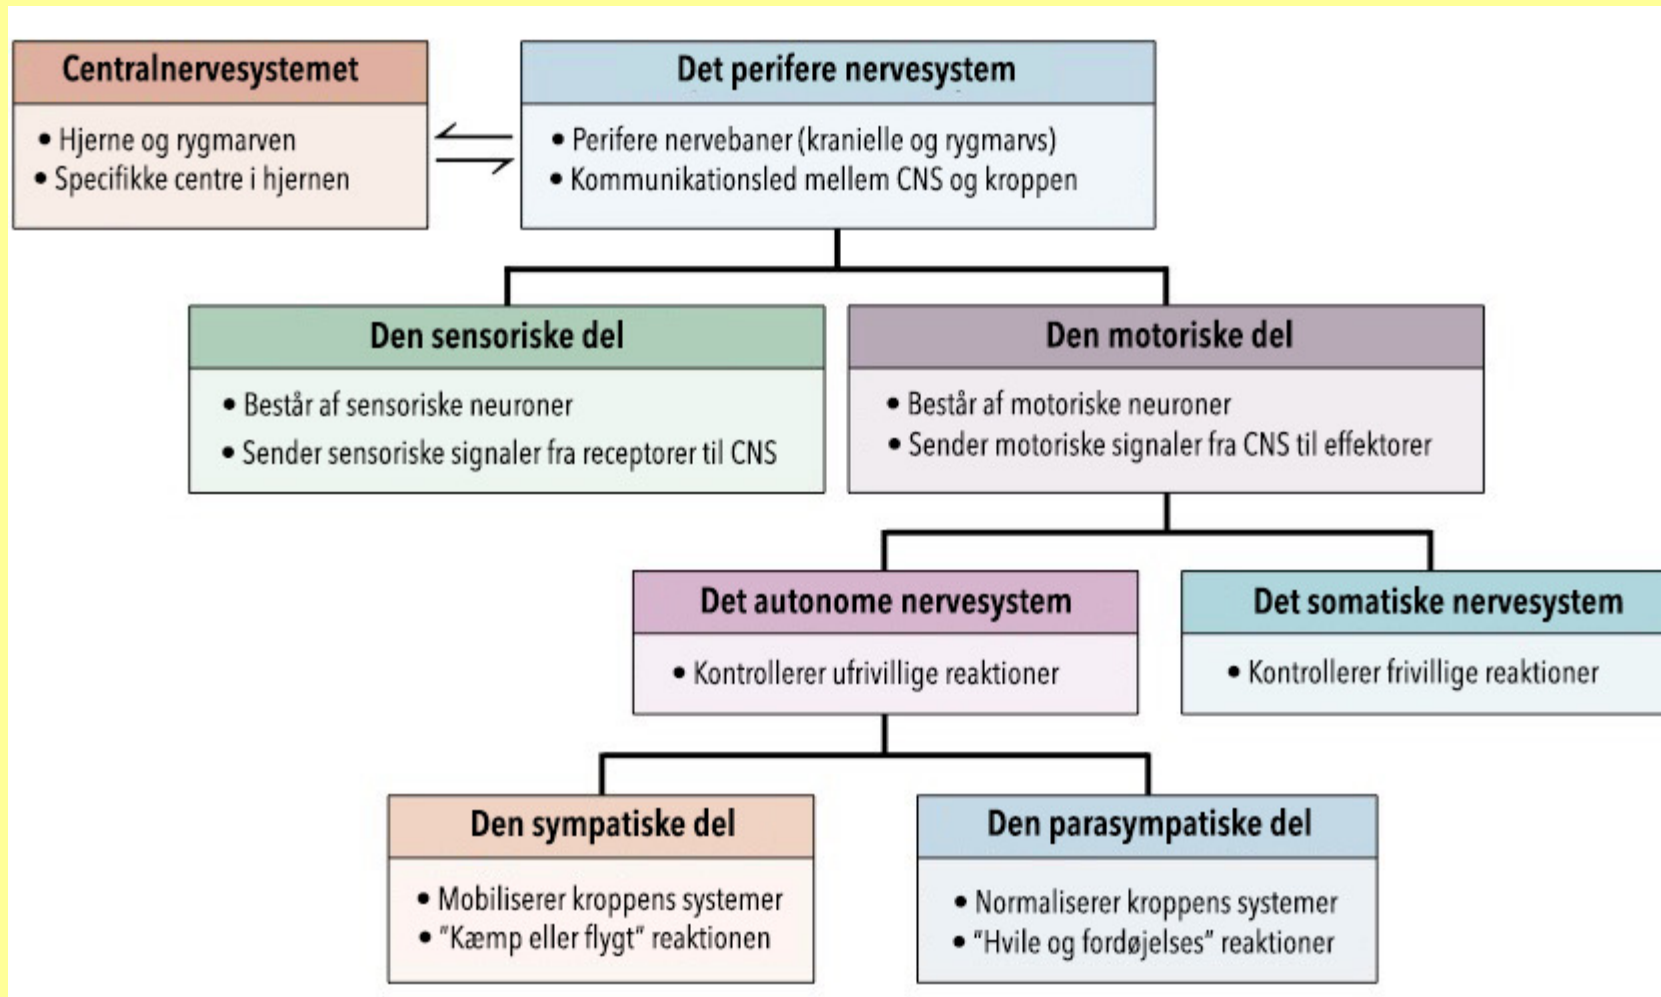 Centralnervesystemet
• Hjerne og rygmarven
• Specifikke centre i hjernen
Det perifere nervesystem
• Perifere nervebaner (kranielle og rygmarvs)
• Kommunikationsled mellem CNS og kroppen
Den sensoriske del
• Består af sensoriske neuroner
• Sender sensoriske signaler fra receptorer til CNS
Den motoriske del
• Består af motoriske neuroner
• Sender motoriske signaler fra CNS til effektorer
Det autonome nervesystem
• Kontrollerer ufrivillige reaktioner
Det somatiske nervesystem
• Kontrollerer frivillige reaktioner
Den sympatiske del
• Mobiliserer kroppens systemer
• "Kæmp eller flygt" reaktionen
Den parasympatiske del
• Normaliserer kroppens systemer
• "Hvile og fordøjelses" reaktioner